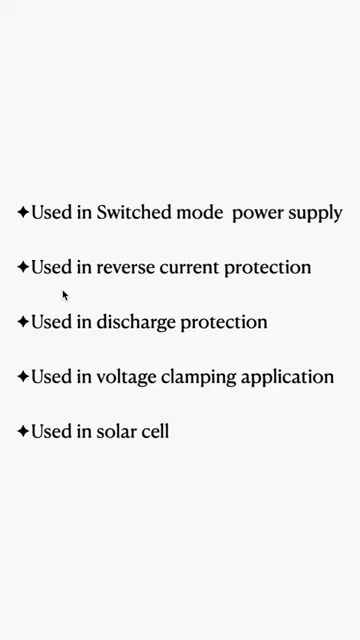 ✦Used in Switched mode power supply
✦Used in reverse current protection
✦Used in discharge protection
✦Used in voltage clamping application
✦Used in solar cell